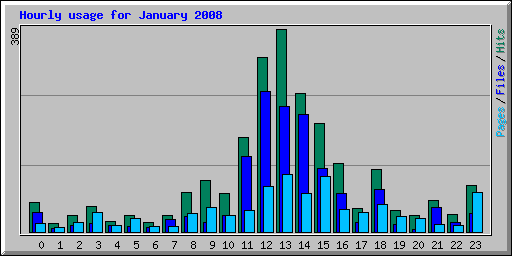 Hourly usage for January 2008
389
Pages/Files/Hits
0 1 2 3 4 5 6 7 8 9 10 11 12 13 14 15 16 17 18 19 20 21 22 23